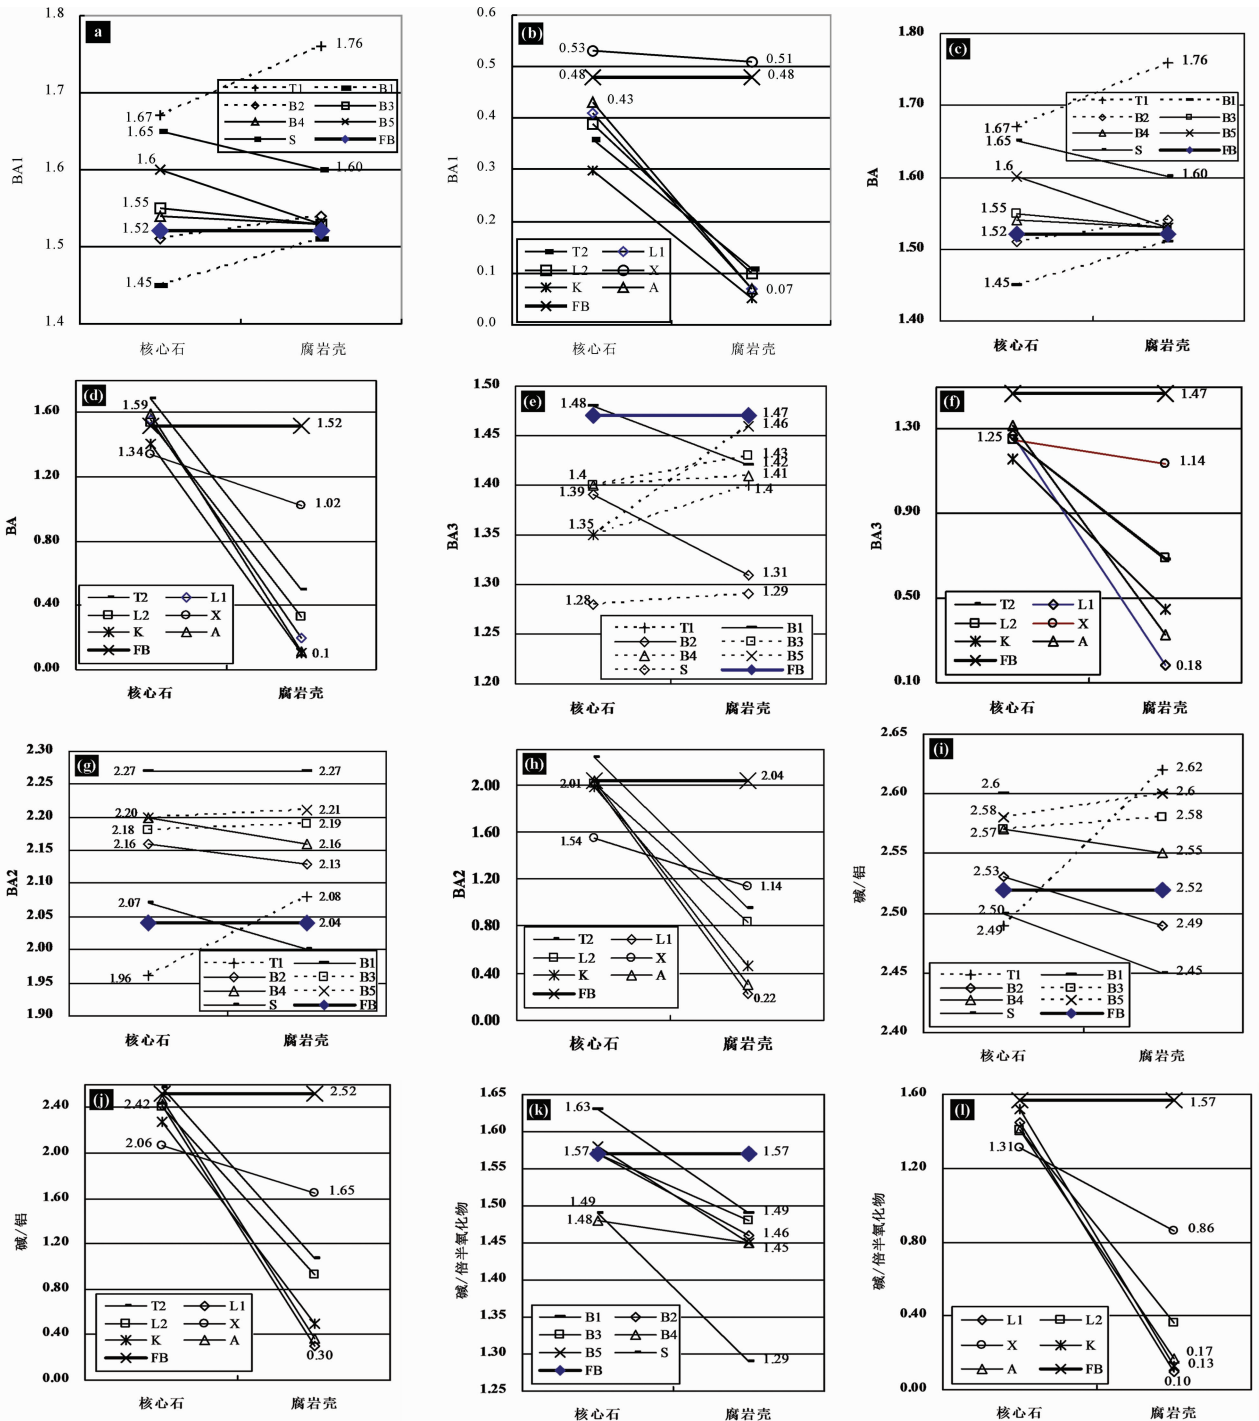 a
BA1
1.8
1.7
1.6
1.5
1.4
1.67
1.65
1.6
1.55
1.52
1.45
1.76
1.60
T1 B1
B2 B3
B4 B5
S FB
核心石 腐岩壳
(b)
BA1
0.6
0.5
0.4
0.3
0.2
0.1
0.0
0.53 0.51
0.48 0.48
0.43
0.07
T2 L1
L2 X
K A
FB
核心石 腐岩壳
(c)
BA
1.80
1.70
1.60
1.50
1.40
1.67
1.65
1.6
1.55
1.52
1.45
1.76
1.60
T1 B1
B2 B3
B4 B5
S FB
核心石 腐岩壳
(d)
BA
1.60
1.20
0.80
0.40
0.00
1.59
1.34
1.52
1.02
0.1
T2 L1
L2 X
K A
FB
核心石 腐岩壳
(e)
BA3
1.50
1.45
1.40
1.35
1.30
1.25
1.20
1.48
1.4
1.39
1.35
1.28
1.47
1.46
1.43
1.42
1.41
1.4
1.31
1.29
T1 B1
B2 B3
B4 B5
S FB
核心石 腐岩壳
(f)
BA3
1.30
0.90
0.50
0.10
1.25
1.47
1.14
0.18
T2 L1
L2 X
K A
FB
核心石 腐岩壳
(g)
BA2
2.30
2.25
2.20
2.15
2.10
2.05
2.00
1.95
1.90
2.27
2.20
2.18
2.16
2.07
1.96
2.27
2.21
2.19
2.16
2.13
2.08
2.04
T1 B1
B2 B3
B4 B5
S FB
核心石 腐岩壳
(h)
BA2
2.00
1.60
1.20
0.80
0.40
0.00
2.01
1.54
2.04
1.14
0.22
T2 L1
L2 X
K A
FB
核心石 腐岩壳
(i)
碱/铝
2.65
2.60
2.55
2.50
2.45
2.40
2.6
2.58
2.57
2.53
2.50
2.49
2.62
2.6
2.58
2.55
2.52
2.49
2.45
T1 B1
B2 B3
B4 B5
S FB
核心石 腐岩壳
(j)
碱/铝
2.40
2.00
1.60
1.20
0.80
0.40
0.00
2.42
2.06
2.52
1.65
0.30
T2 L1
L2 X
K A
FB
核心石 腐岩壳
(k)
碱/倍半氧化物
1.65
1.60
1.55
1.50
1.45
1.40
1.35
1.30
1.25
1.63
1.57
1.49
1.48
1.57
1.49
1.46
1.45
1.29
B1 B2
B3 B4
B5 S
FB
核心石 腐岩壳
(l)
碱/倍半氧化物
1.60
1.20
0.80
0.40
0.00
1.31
1.57
0.86
0.17
0.13
0.10
L1 L2
X K
A FB
核心石 腐岩壳